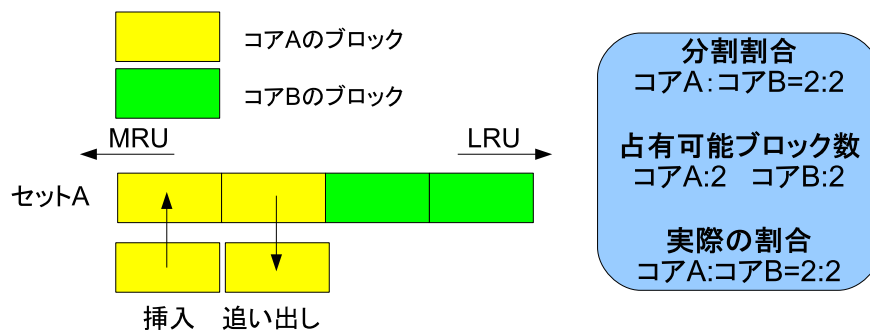 コアAのブロック
コアBのブロック
MRU
LRU
セットA
挿入
追い出し
分割割合
コアA:コアB=2:2
占有可能ブロック数
コアA:2 コアB:2
実際の割合
コアA:コアB=2:2